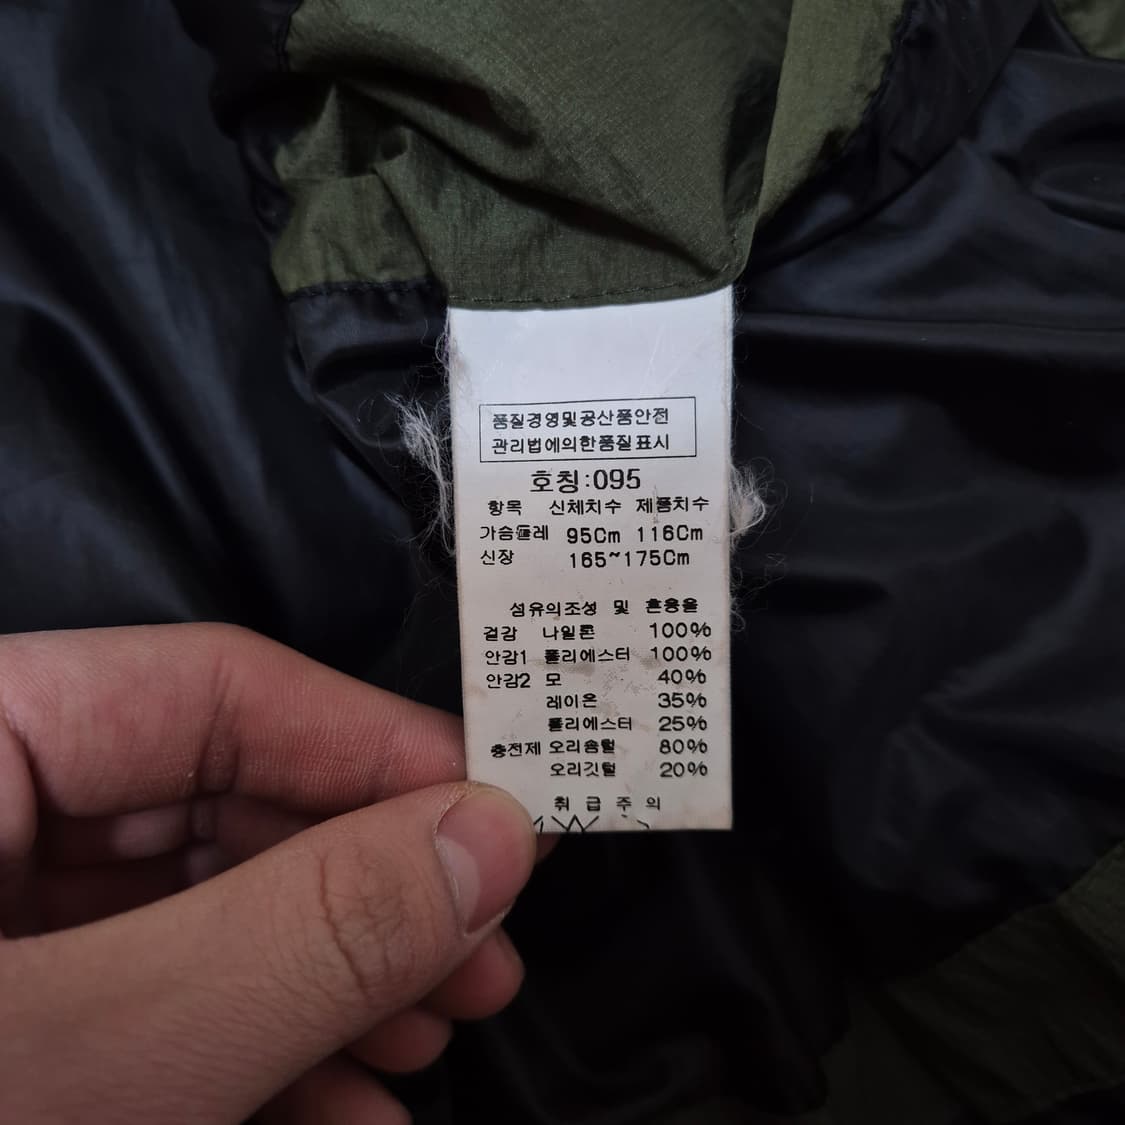 품질경영및공산품안전
관리법에의한품질표시
호칭:095
항목 신체치수 제품치수
가슴둘레 95Cm 116Cm
신장 165~175Cm
섬유의조성 및 혼용율
겉감 나일론 100%
안감1 폴리에스터 100%
안감2 모 40%
레이온 35%
폴리에스터 25%
충전제 오리솜털 80%
오리깃털 20%
취급주의